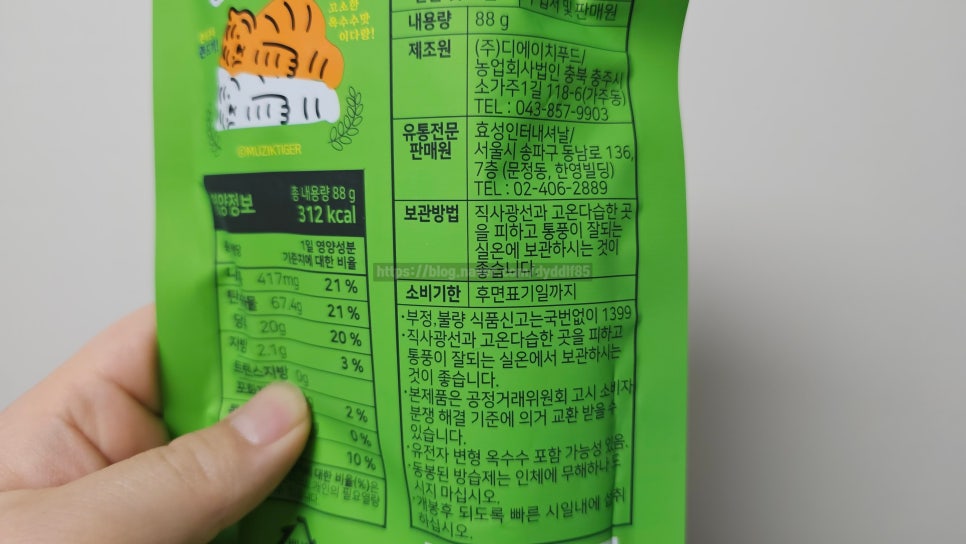 고소한
옥수수맛
이다랑!
@MUZIKTIGER
총 내용량 88 g
312 kcal
1일 영양성분
기준치에 대한 비율
417mg 21 %
67.4g 21 %
20g 20 %
지방 2.1g 3 %
트랜스지방 0g
2 %
0 %
10 %
대한 비율(%)은
판매원
내용량 88 g
제조원 (주)디에이치푸드/
농업회사법인 충북 충주시
소가주1길 118-6(가주동)
TEL : 043-857-9903
유통전문
판매원
효성인터내셔날/
서울시 송파구 동남로 136,
7층 (문정동, 한영빌딩)
TEL : 02-406-2889
보관방법 직사광선과 고온다습한 곳
을 피하고 통풍이 잘되는
실온에 보관하시는 것이
좋습니다.
https://blog.naver.com/dyddlf85
소비기한 후면표기일까지
·부정,불량 식품신고는국번없이 1399
·직사광선과 고온다습한 곳을 피하고
통풍이 잘되는 실온에서 보관하시는
것이 좋습니다.
·본제품은 공정거래위원회 고시 소비자
분쟁 해결 기준에 의거 교환 받을 수
있습니다.
·유전자 변형 옥수수 포함 가능성 있음.
·동봉된 방습제는 인체에 무해하나 드
시지 마십시오.
·개봉후 되도록 빠른 시일내에 섭취
하십시오.